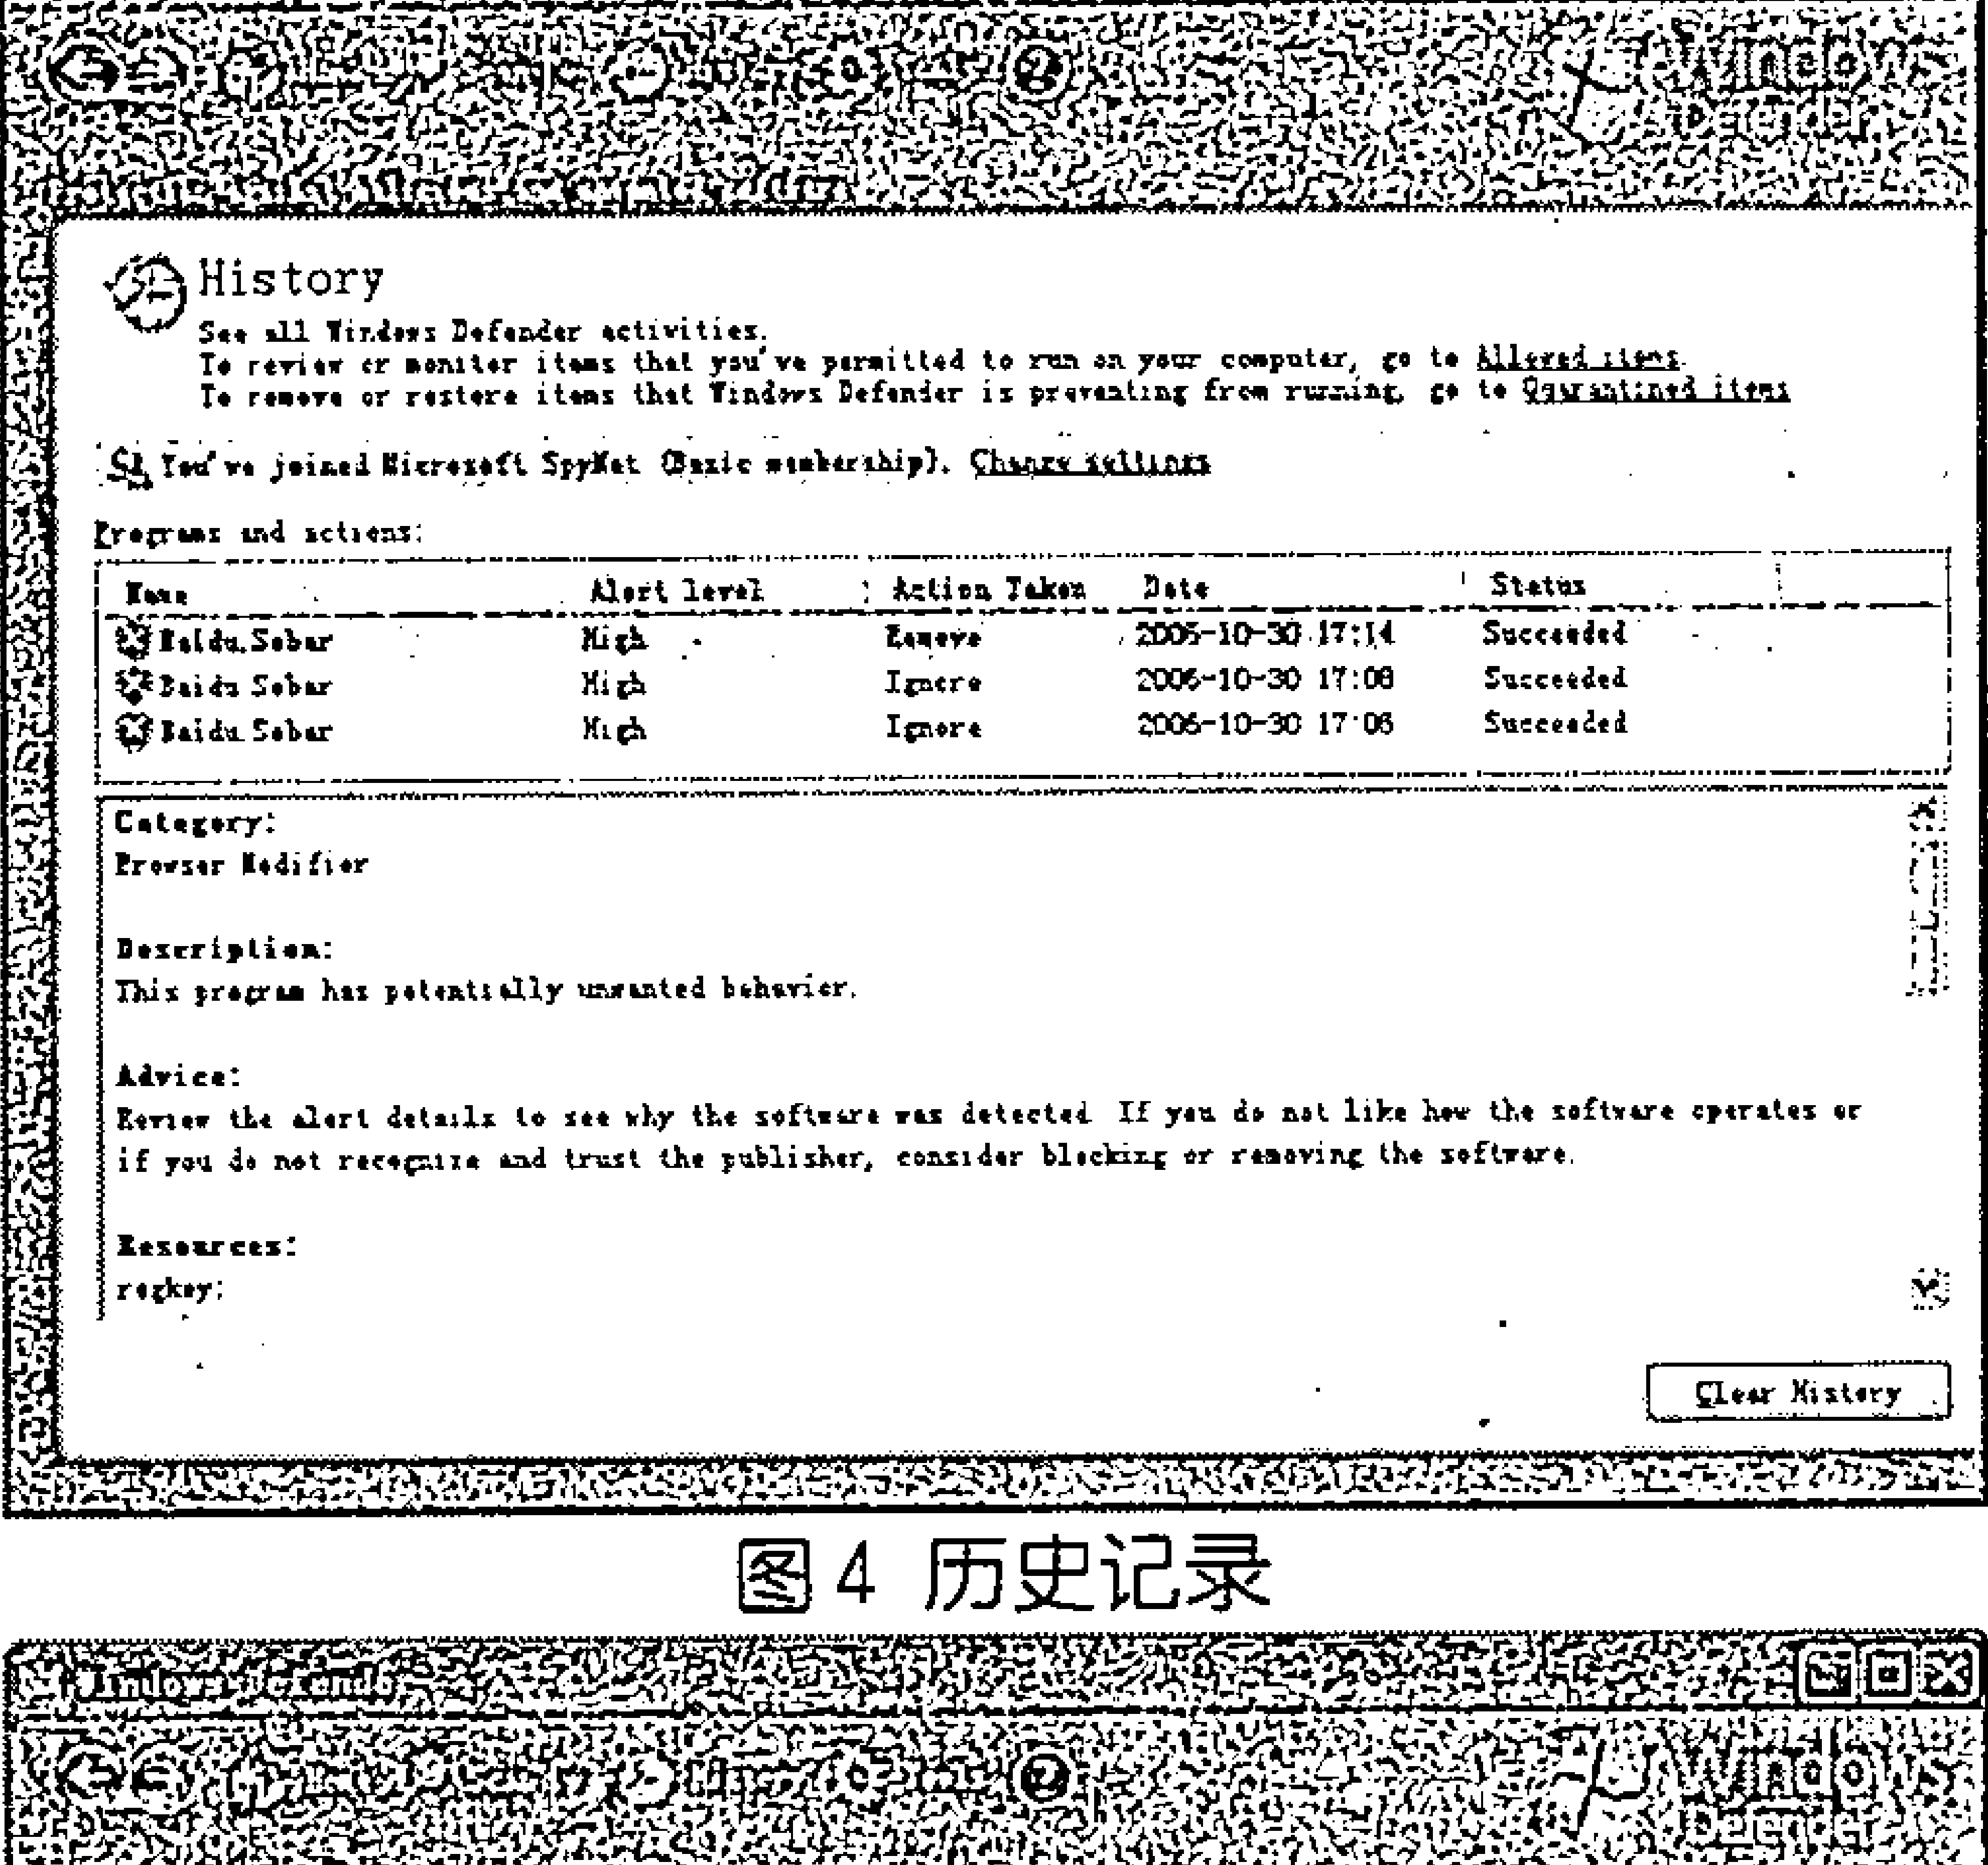 Windows
Defender
History
See all Windows Defender activities.
To review or monitor items that you've permitted to run on your computer, go to Allowed items.
To remove or restore items that Windows Defender is preventing from running, go to Quarantined items
You've joined Microsoft SpyNet (Basic membership). Change settings
Programs and actions:
Name Alert level Action Taken Date Status
Baidu.Sobar High Remove 2006-10-30 17:14 Succeeded
Baidu.Sobar High Ignore 2006-10-30 17:08 Succeeded
Baidu.Sobar High Ignore 2006-10-30 17:06 Succeeded
Category:
Browser Modifier
Description:
This program has potentially unwanted behavior.
Advice:
Review the alert details to see why the software was detected. If you do not like how the software operates or
if you do not recognize and trust the publisher, consider blocking or removing the software.
Resources:
regkey:
Clear History
图4 历史记录
Windows Defender
Windows
Defender